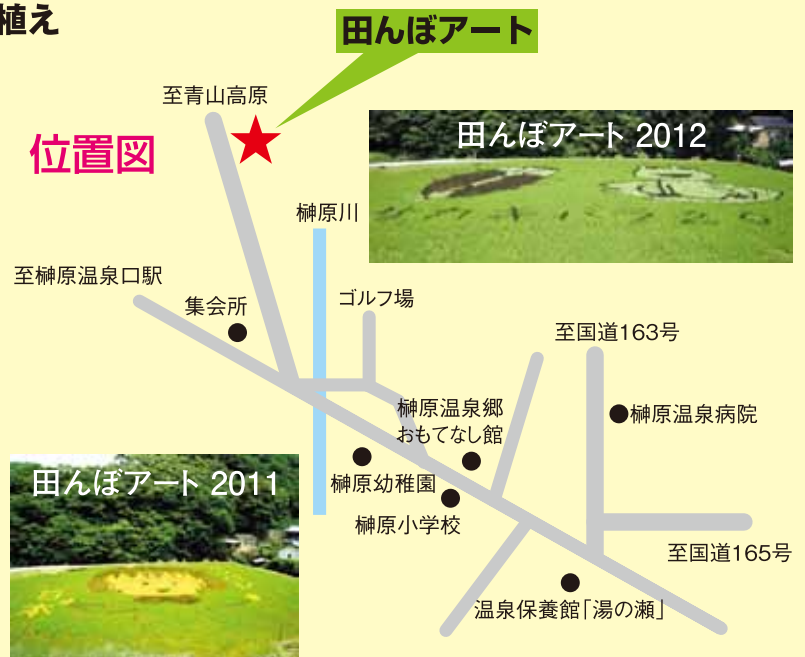 植え
田んぼアート
至青山高原
位置図
田んぼアート 2012
榊原川
至榊原温泉口駅
集会所
ゴルフ場
至国道163号
榊原温泉郷
おもてなし館
榊原温泉病院
田んぼアート 2011
榊原幼稚園
榊原小学校
至国道165号
温泉保養館「湯の瀬」